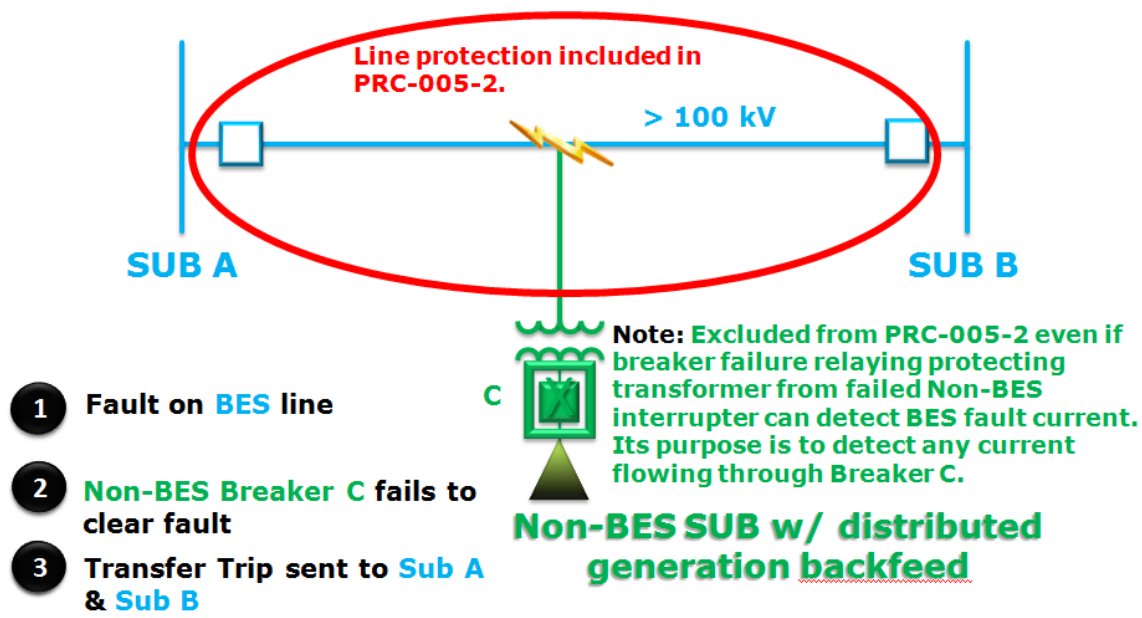 Line protection included in
PRC-005-2.
> 100 kV
SUB A
SUB B
Note: Excluded from PRC-005-2 even if
breaker failure relaying protecting
transformer from failed Non-BES
interrupter can detect BES fault current.
Its purpose is to detect any current
flowing through Breaker C.
C
X
1 Fault on BES line
2 Non-BES Breaker C fails to
clear fault
3 Transfer Trip sent to Sub A
& Sub B
Non-BES SUB w/ distributed
generation backfeed